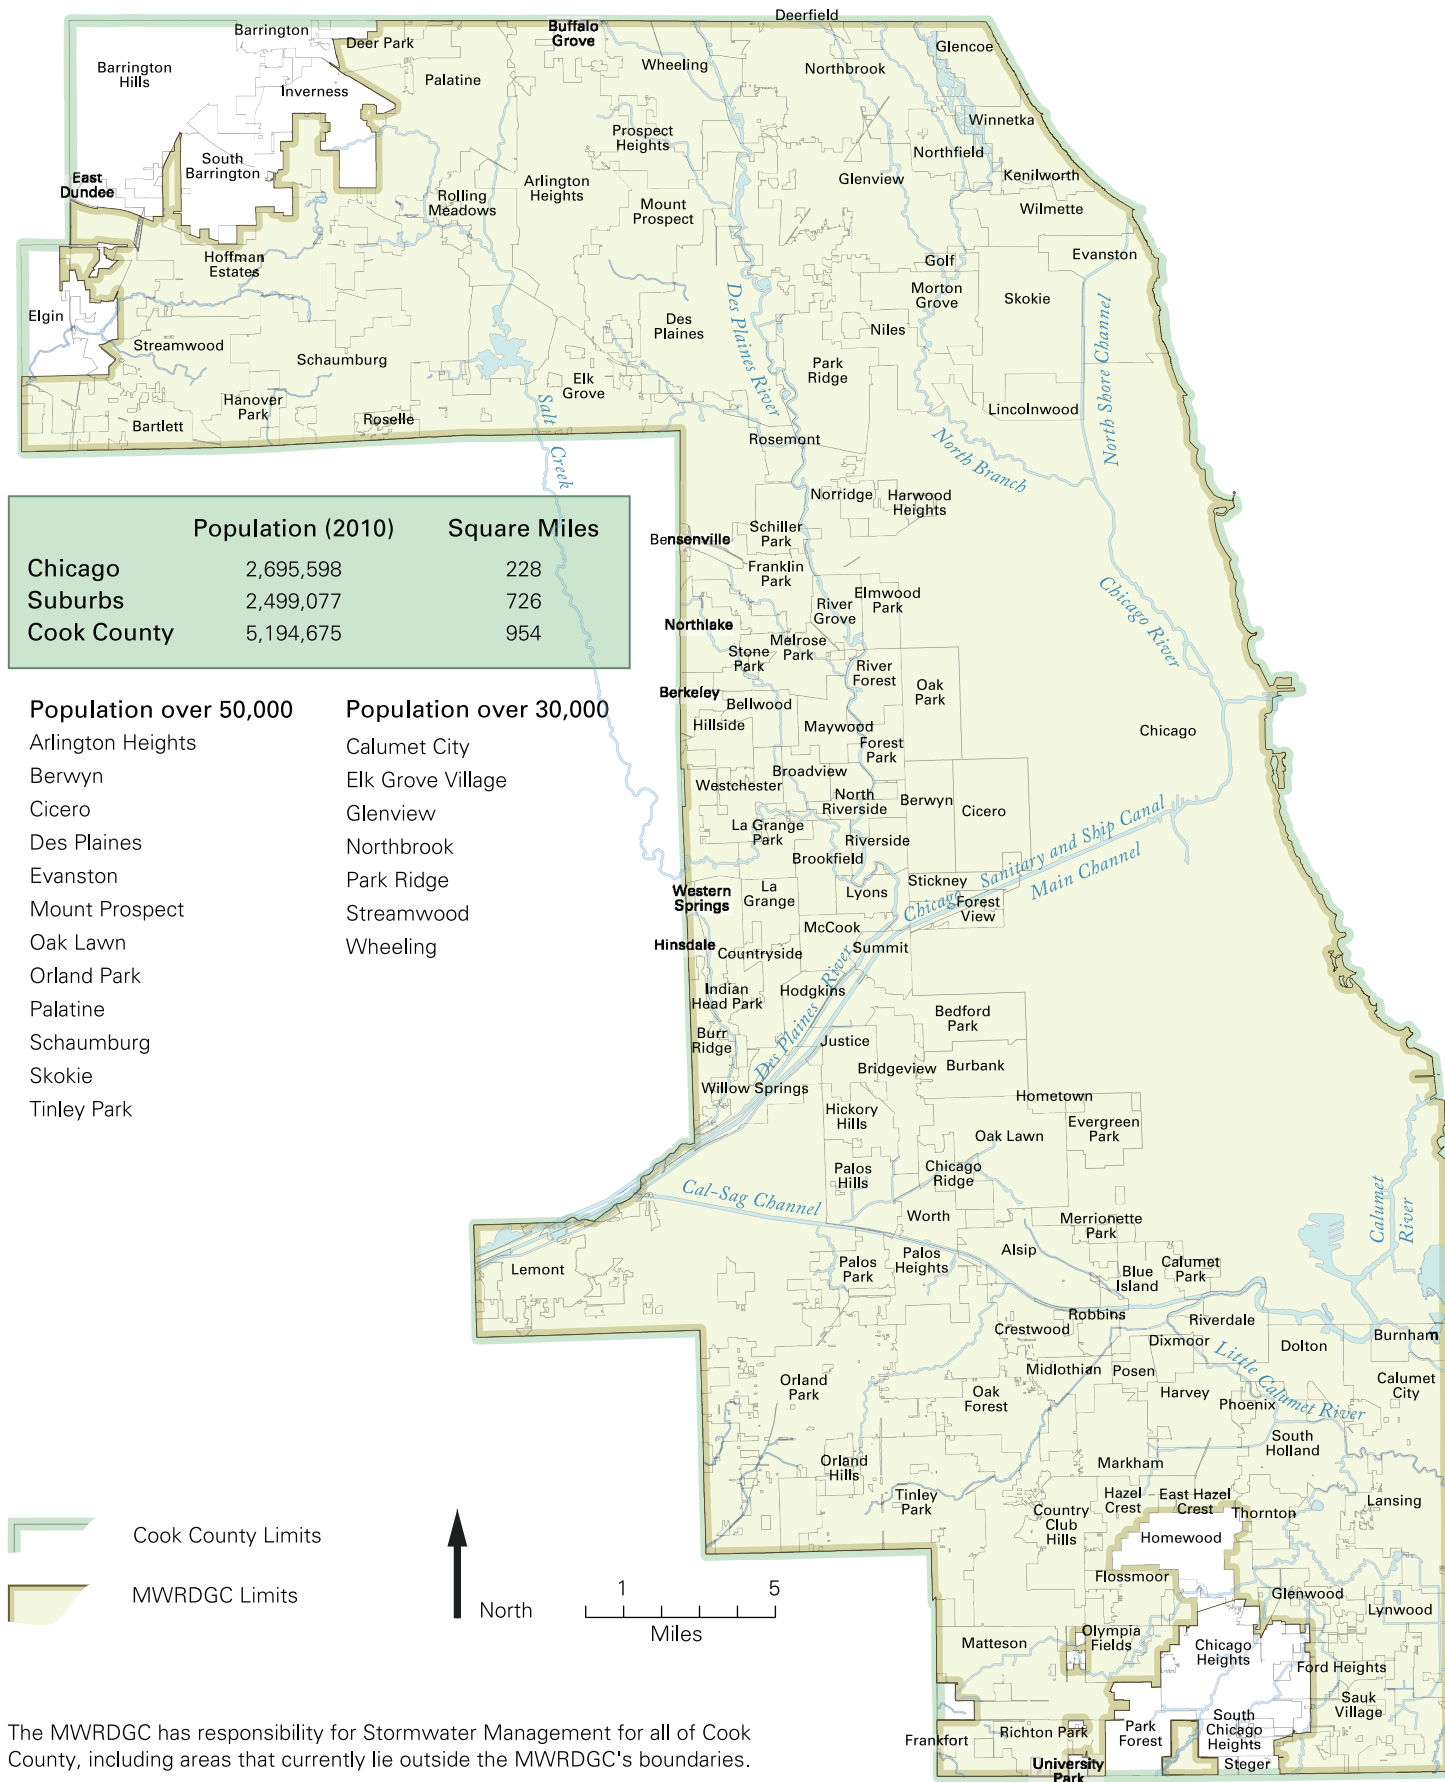 Deerfield
Barrington
Buffalo
Grove
Deer Park
Glencoe
Barrington
Hills
Wheeling
Northbrook
Palatine
Inverness
Winnetka
Prospect
Heights
Northfield
South
Barrington
East
Dundee
Kenilworth
Glenview
Arlington
Heights
Rolling
Meadows
Mount
Prospect
Wilmette
Evanston
Hoffman
Estates
Golf
Morton
Grove
Skokie
Elgin
Des
Plaines
Niles
Des Plaines River
North Shore Channel
Streamwood
Schaumburg
Park
Ridge
Elk
Grove
Hanover
Park
Lincolnwood
Salt Creek
Roselle
Bartlett
Rosemont
North Branch
Norridge
Harwood
Heights
Population (2010) Square Miles
Chicago 2,695,598 228
Suburbs 2,499,077 726
Cook County 5,194,675 954
Schiller
Park
Bensenville
Franklin
Park
Elmwood
Park
River
Grove
Chicago River
Northlake
Melrose
Park
Stone
Park
River
Forest
Oak
Park
Berkeley
Bellwood
Hillside
Maywood
Chicago
Forest
Park
Broadview
Westchester
North
Riverside
Berwyn
Cicero
La Grange
Park
Riverside
Brookfield
Chicago Sanitary and Ship Canal
Main Channel
Stickney
La
Grange
Lyons
Western
Springs
Forest
View
McCook
Hinsdale
Countryside
Summit
Indian
Head Park
Hodgkins
Des Plaines River
Bedford
Park
Burr
Ridge
Justice
Bridgeview
Burbank
Willow Springs
Hometown
Hickory
Hills
Evergreen
Park
Oak Lawn
Population over 50,000
Arlington Heights
Berwyn
Cicero
Des Plaines
Evanston
Mount Prospect
Oak Lawn
Orland Park
Palatine
Schaumburg
Skokie
Tinley Park
Population over 30,000
Calumet City
Elk Grove Village
Glenview
Northbrook
Park Ridge
Streamwood
Wheeling
Palos
Hills
Chicago
Ridge
Cal-Sag Channel
Calumet
River
Worth
Merrionette
Park
Lemont
Palos
Park
Palos
Heights
Alsip
Blue
Island
Calumet
Park
Robbins
Crestwood
Riverdale
Dixmoor
Dolton
Burnham
Little Calumet River
Midlothian
Posen
Orland
Park
Oak
Forest
Harvey
Phoenix
Calumet
City
South
Holland
Orland
Hills
Markham
Tinley
Park
Hazel
Crest
East Hazel
Crest
Country
Club
Hills
Thornton
Lansing
Homewood
Flossmoor
Glenwood
Lynwood
Matteson
Olympia
Fields
Chicago
Heights
Ford Heights
Sauk
Village
Frankfort
Richton Park
Park
Forest
South
Chicago
Heights
Steger
University
Park
Cook County Limits
MWRDGC Limits
North
1 5
Miles
The MWRDGC has responsibility for Stormwater Management for all of Cook
County, including areas that currently lie outside the MWRDGC's boundaries.